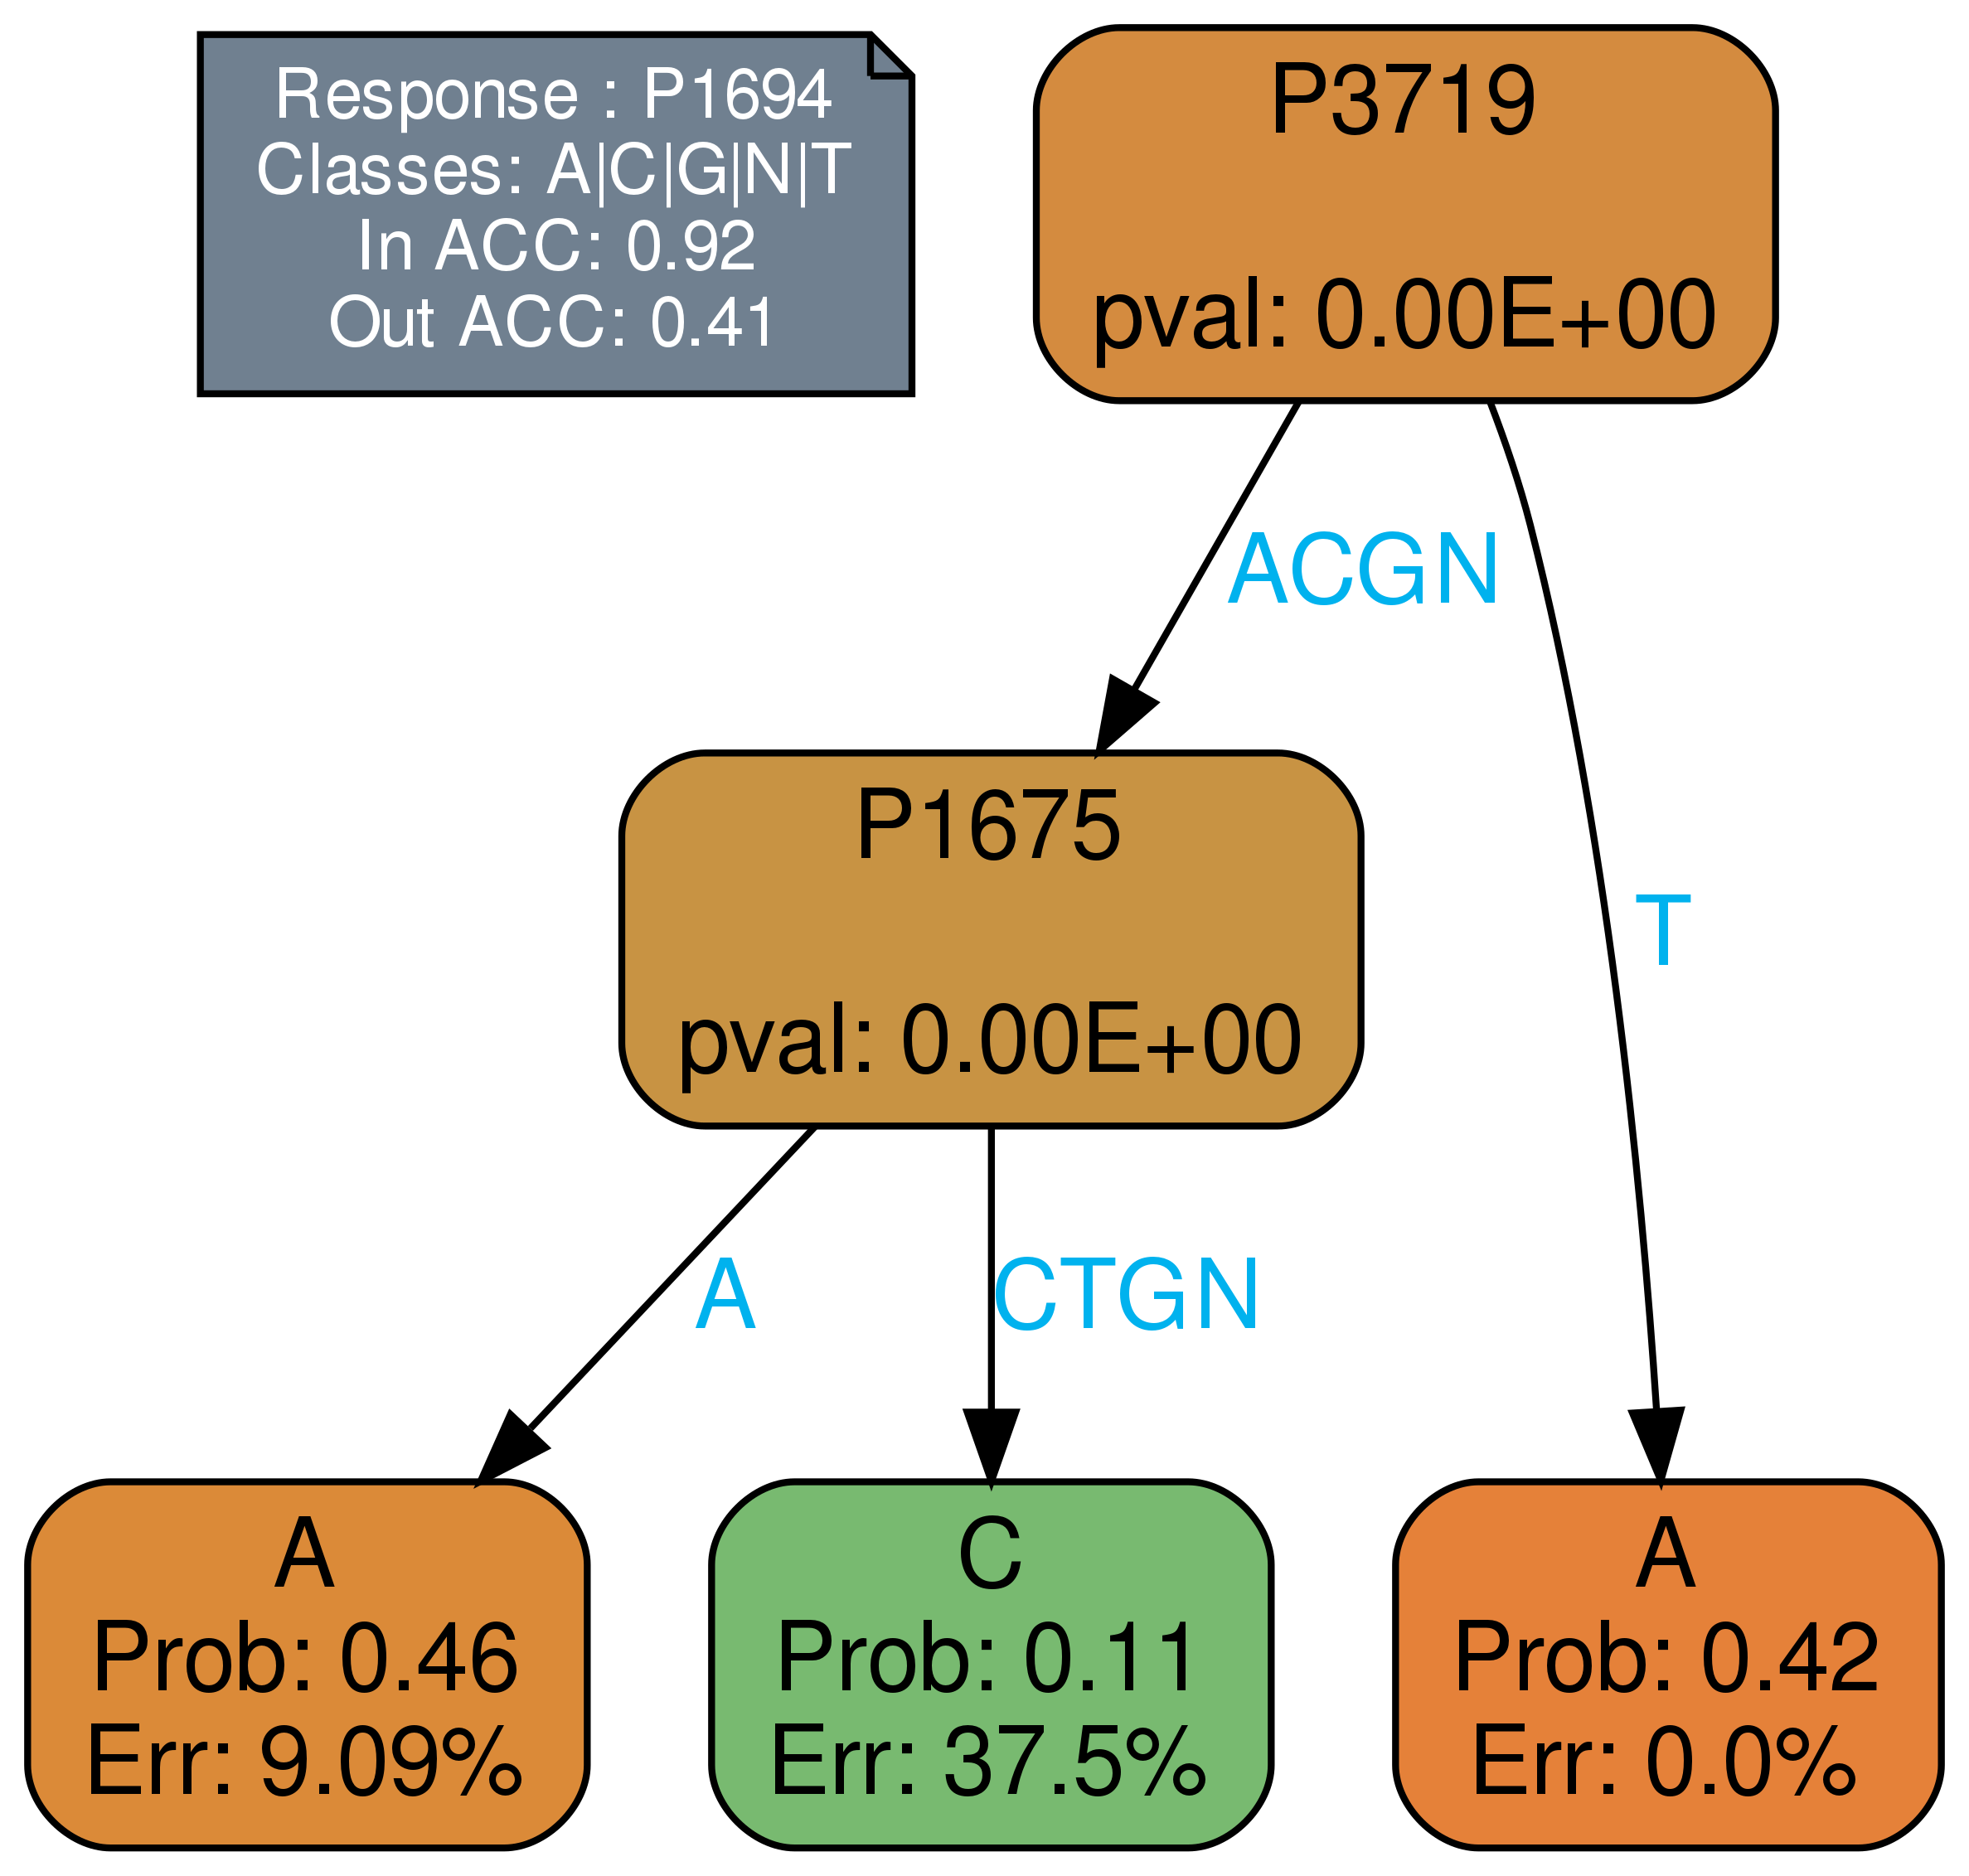 Response : P1694
Classes: A|C|G|N|T
In ACC: 0.92
Out ACC: 0.41
P3719
pval: 0.00E+00
ACGN
T
P1675
pval: 0.00E+00
A
CTGN
A
Prob: 0.46
Err: 9.09%
C
Prob: 0.11
Err: 37.5%
A
Prob: 0.42
Err: 0.0%